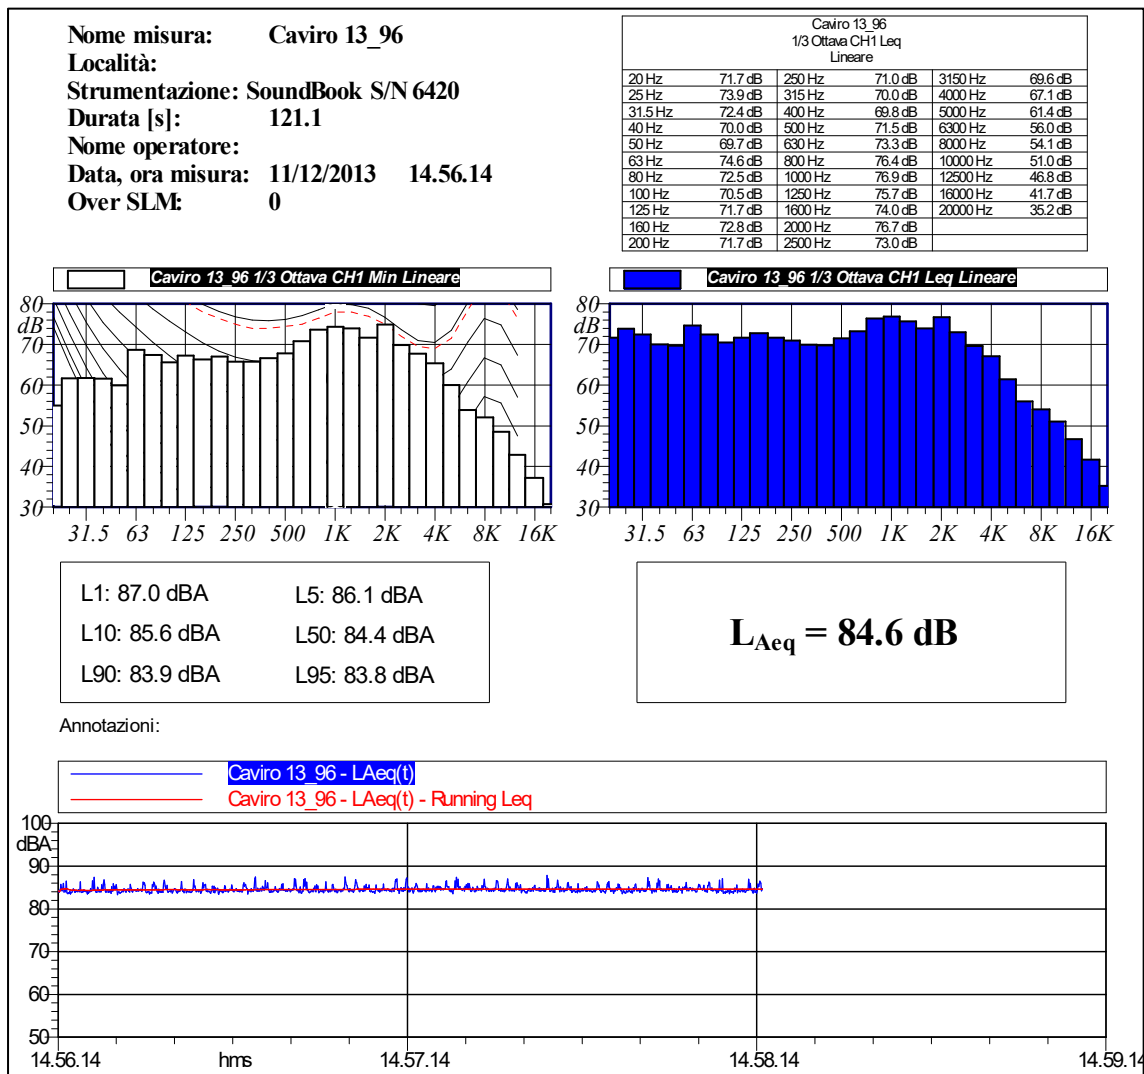 Nome misura: Caviro 13_96
Località:
Strumentazione: SoundBook S/N 6420
Durata [s]: 121.1
Nome operatore:
Data, ora misura: 11/12/2013 14.56.14
Over SLM: 0
Caviro 13_96
1/3 Ottava CH1 Leq
Lineare
20 Hz 71.7 dB 250 Hz 71.0 dB 3150 Hz 69.6 dB
25 Hz 73.9 dB 315 Hz 70.0 dB 4000 Hz 67.1 dB
31.5 Hz 72.4 dB 400 Hz 69.8 dB 5000 Hz 61.4 dB
40 Hz 70.0 dB 500 Hz 71.5 dB 6300 Hz 56.0 dB
50 Hz 69.7 dB 630 Hz 73.3 dB 8000 Hz 54.1 dB
63 Hz 74.6 dB 800 Hz 76.4 dB 10000 Hz 51.0 dB
80 Hz 72.5 dB 1000 Hz 76.9 dB 12500 Hz 46.8 dB
100 Hz 70.5 dB 1250 Hz 75.7 dB 16000 Hz 41.7 dB
125 Hz 71.7 dB 1600 Hz 74.0 dB 20000 Hz 35.2 dB
160 Hz 72.8 dB 2000 Hz 76.7 dB
200 Hz 71.7 dB 2500 Hz 73.0 dB
Caviro 13_96 1/3 Ottava CH1 Min Lineare
80
dB
70
60
50
40
30
31.5 63 125 250 500 1K 2K 4K 8K 16K
Caviro 13_96 1/3 Ottava CH1 Leq Lineare
80
dB
70
60
50
40
30
31.5 63 125 250 500 1K 2K 4K 8K 16K
L1: 87.0 dBA L5: 86.1 dBA
L10: 85.6 dBA L50: 84.4 dBA
L90: 83.9 dBA L95: 83.8 dBA
LAeq = 84.6 dB
Annotazioni:
Caviro 13_96 - LAeq(t)
Caviro 13_96 - LAeq(t) - Running Leq
100
dBA
90
80
70
60
50
14.56.14 hms 14.57.14 14.58.14 14.59.14